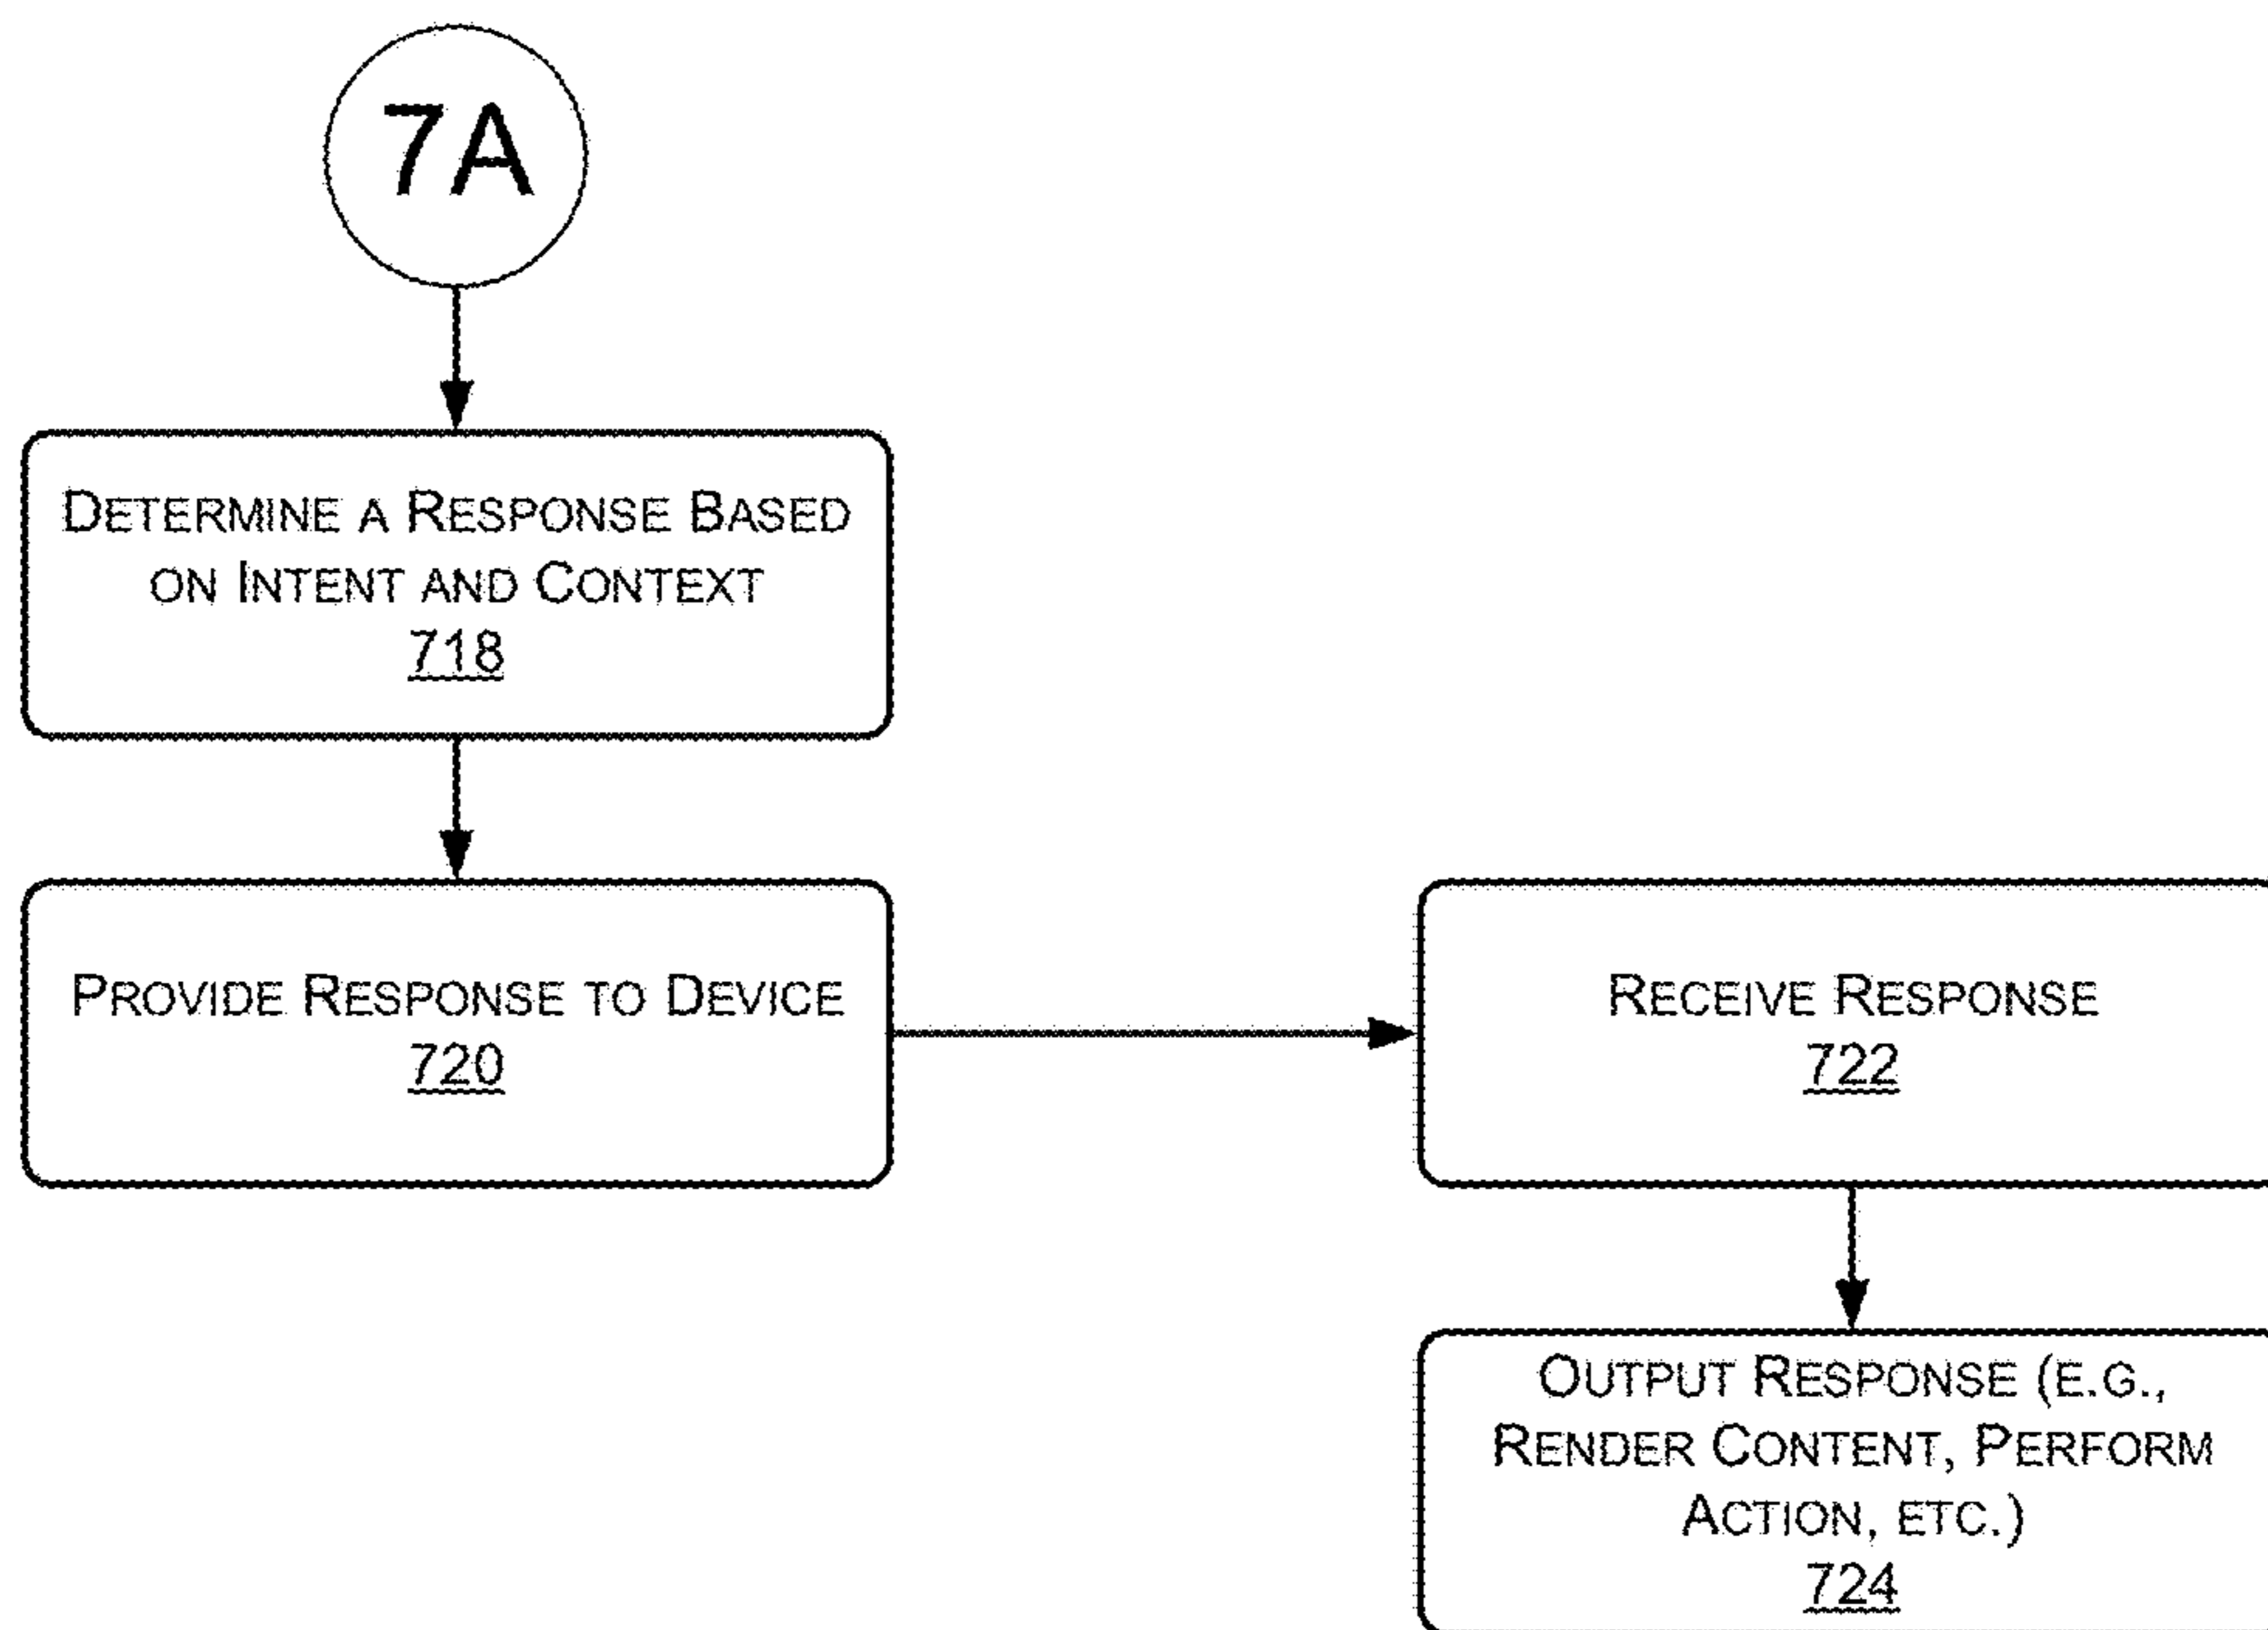 7A
DETERMINE A RESPONSE BASED
ON INTENT AND CONTEXT
718
PROVIDE RESPONSE TO DEVICE
720
RECEIVE RESPONSE
722
OUTPUT RESPONSE (E.G.,
RENDER CONTENT, PERFORM
ACTION, ETC.)
724